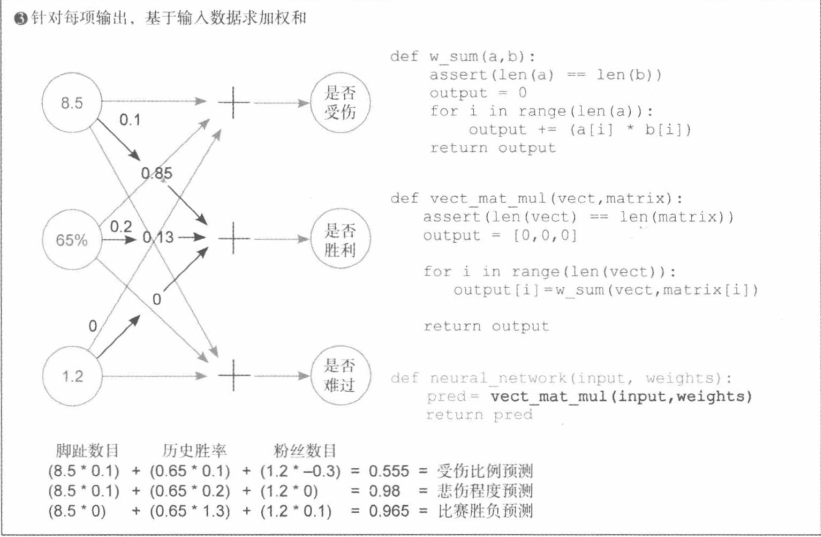 ❸针对每项输出，基于输入数据求加权和
8.5
0.1
0.85
是否
受伤
65%
0.2
0.13
是否
胜利
0
0
1.2
是否
难过
def w_sum(a,b):
assert(len(a) == len(b))
output = 0
for i in range(len(a)):
output += (a[i] * b[i])
return output
def vect_mat_mul(vect,matrix):
assert(len(vect) == len(matrix))
output = [0,0,0]
for i in range(len(vect)):
output[i]=w_sum(vect,matrix[i])
return output
def neural_network(input, weights):
pred= vect_mat_mul(input,weights)
return pred
脚趾数目 历史胜率 粉丝数目
(8.5 * 0.1) + (0.65 * 0.1) + (1.2 * –0.3) = 0.555 = 受伤比例预测
(8.5 * 0.1) + (0.65 * 0.2) + (1.2 * 0) = 0.98 = 悲伤程度预测
(8.5 * 0) + (0.65 * 1.3) + (1.2 * 0.1) = 0.965 = 比赛胜负预测